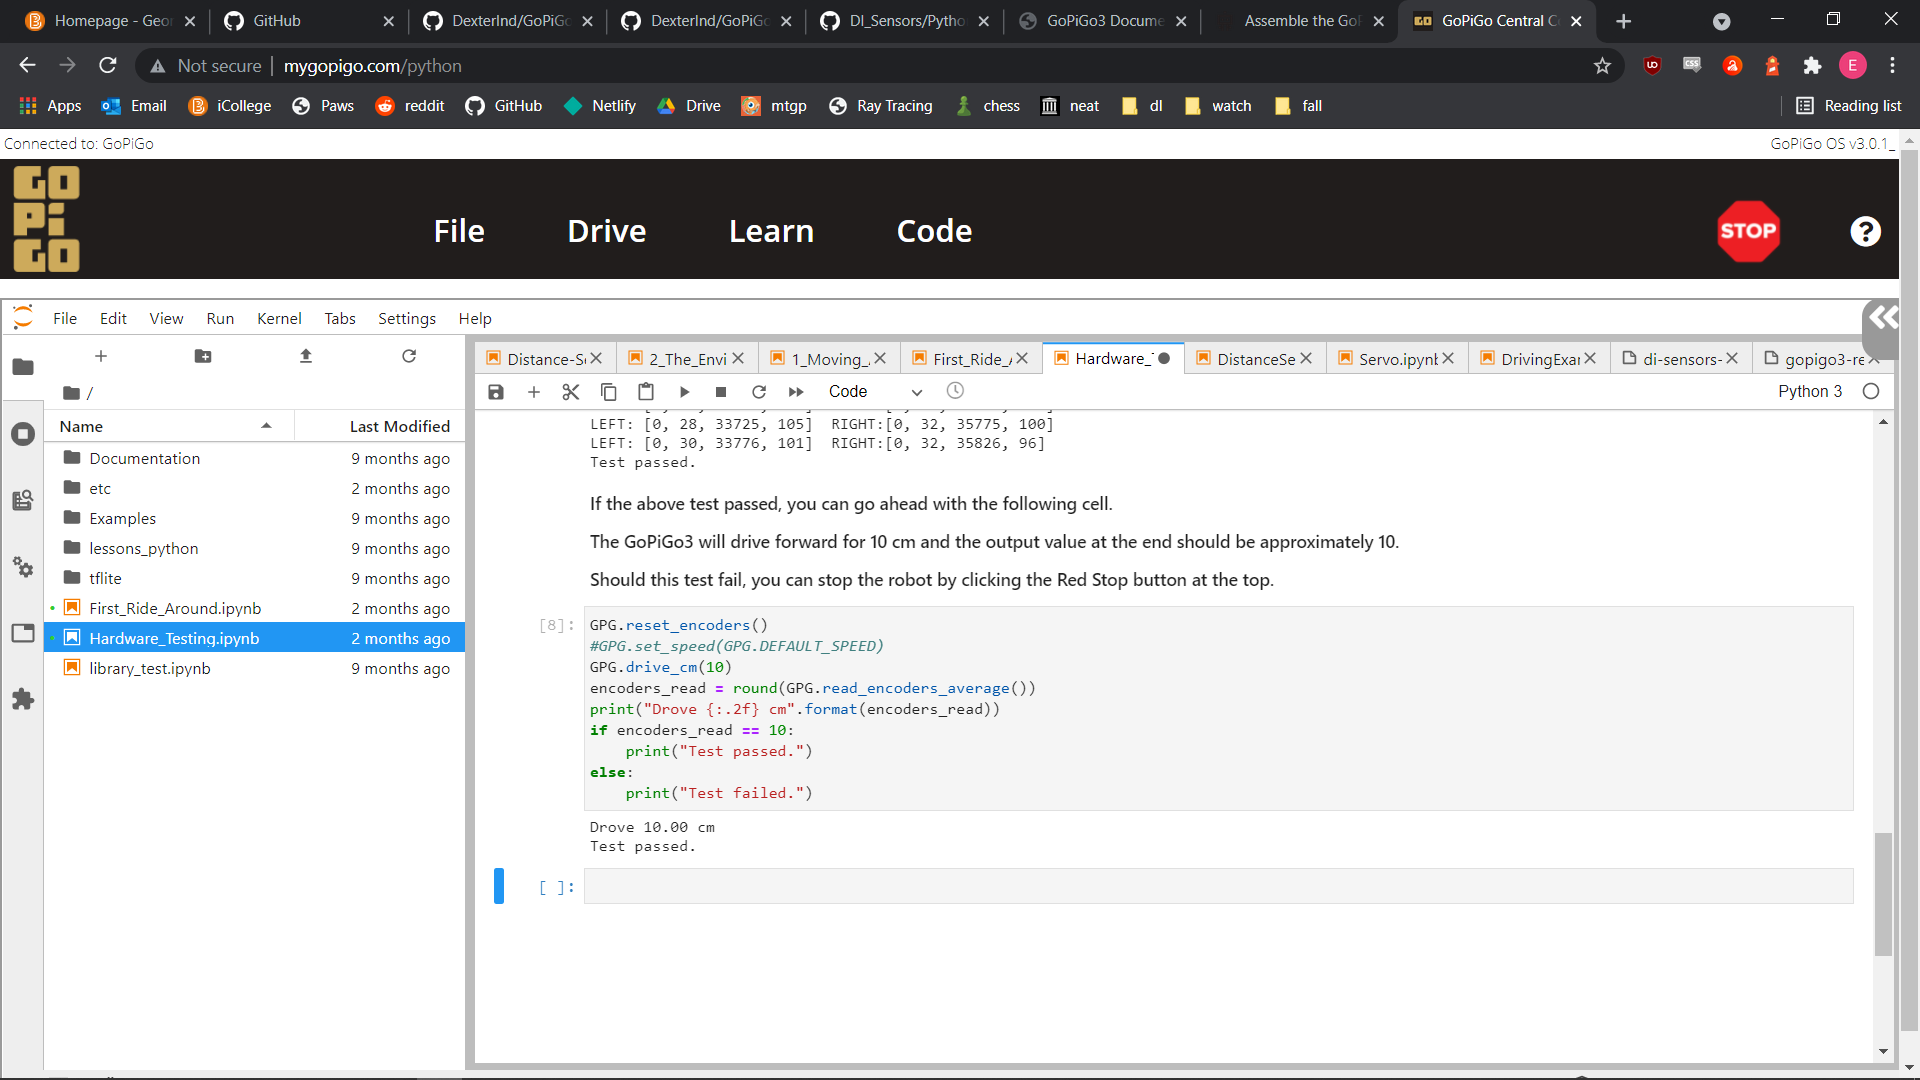 Homepage - Geor
GitHub
DexterInd/GoPiGo
DexterInd/GoPiGo
DI_Sensors/Pytho
GoPiGo3 Docume
Assemble the GoP
GoPiGo Central C
Not secure | mygopigo.com/python
Apps Email iCollege Paws reddit GitHub Netlify Drive mtgp Ray Tracing chess neat dl watch fall Reading list
Connected to: GoPiGo
GoPiGo OS v3.0.1_
GO
Pi
GO
File Drive Learn Code STOP ?
File Edit View Run Kernel Tabs Settings Help
/
Name Last Modified
Documentation 9 months ago
etc 2 months ago
Examples 9 months ago
lessons_python 9 months ago
tflite 9 months ago
First_Ride_Around.ipynb 2 months ago
Hardware_Testing.ipynb 2 months ago
library_test.ipynb 9 months ago
Distance-S
2_The_Envi
1_Moving_
First_Ride_A
Hardware_T
DistanceSe
Servo.ipynb
DrivingExar
di-sensors-
gopigo3-re
Code
Python 3
LEFT: [0, 28, 33725, 105]  RIGHT:[0, 32, 35775, 100]
LEFT: [0, 30, 33776, 101]  RIGHT:[0, 32, 35826, 96]
Test passed.
If the above test passed, you can go ahead with the following cell.
The GoPiGo3 will drive forward for 10 cm and the output value at the end should be approximately 10.
Should this test fail, you can stop the robot by clicking the Red Stop button at the top.
[8]: GPG.reset_encoders()
#GPG.set_speed(GPG.DEFAULT_SPEED)
GPG.drive_cm(10)
encoders_read = round(GPG.read_encoders_average())
print("Drove {:.2f} cm".format(encoders_read))
if encoders_read == 10:
    print("Test passed.")
else:
    print("Test failed.")
Drove 10.00 cm
Test passed.
[ ]: